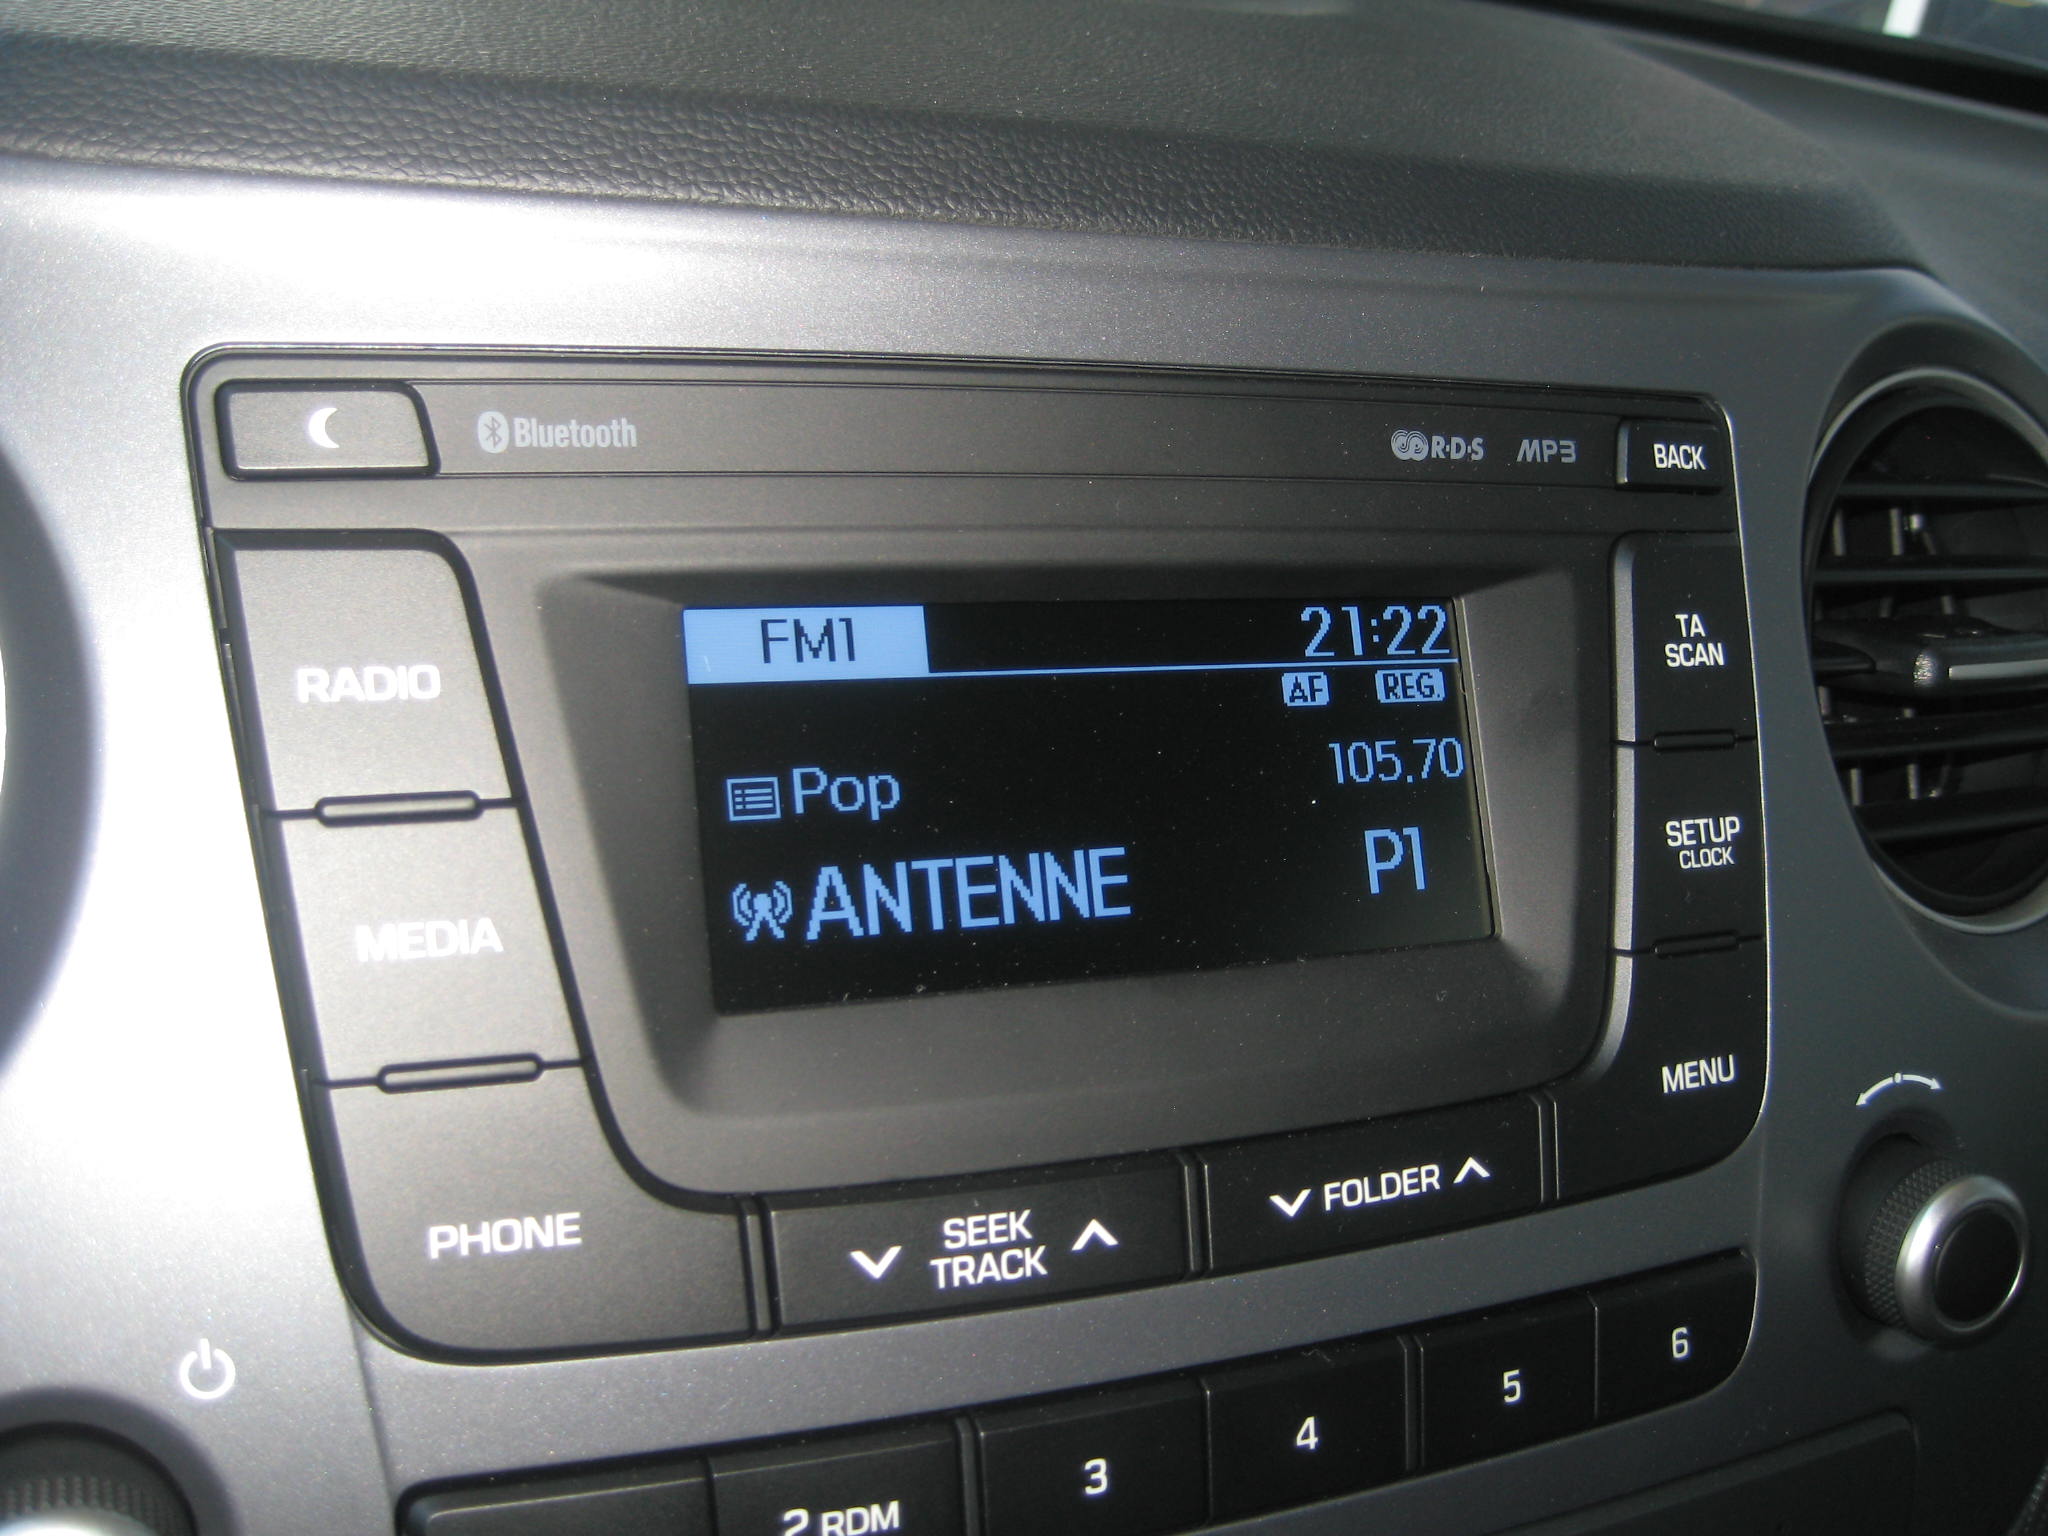 Bluetooth
R·D·S MP3
BACK
FM1 21:22
AF REG.
Pop 105.70
ANTENNE P1
RADIO
MEDIA
PHONE
TA
SCAN
SETUP
CLOCK
MENU
SEEK
TRACK
FOLDER
2 RDM
3
4
5
6